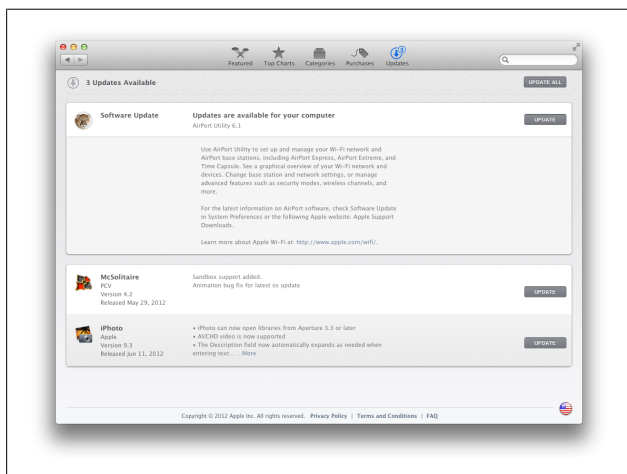 Featured
Top Charts
Categories
Purchases
Updates
3
3 Updates Available
UPDATE ALL
Software Update
Updates are available for your computer
AirPort Utility 6.1
UPDATE
Use AirPort Utility to set up and manage your Wi-Fi network and
AirPort base stations, including AirPort Express, AirPort Extreme, and
Time Capsule. See a graphical overview of your Wi-Fi network and
devices. Change base station and network settings, or manage
advanced features such as security modes, wireless channels, and
more.
For the latest information on AirPort software, check Software Update
in System Preferences or the following Apple website: Apple Support
Downloads.
Learn more about Apple Wi-Fi at: http://www.apple.com/wifi/.
McSolitaire
PCV
Version 4.2
Released May 29, 2012
Sandbox support added.
Animation bug fix for latest os update
UPDATE
iPhoto
Apple
Version 9.3
Released Jun 11, 2012
• iPhoto can now open libraries from Aperture 3.3 or later
• AVCHD video is now supported
• The Description field now automatically expands as needed when
entering text... ...More
UPDATE
Copyright © 2012 Apple Inc. All rights reserved. Privacy Policy | Terms and Conditions | FAQ